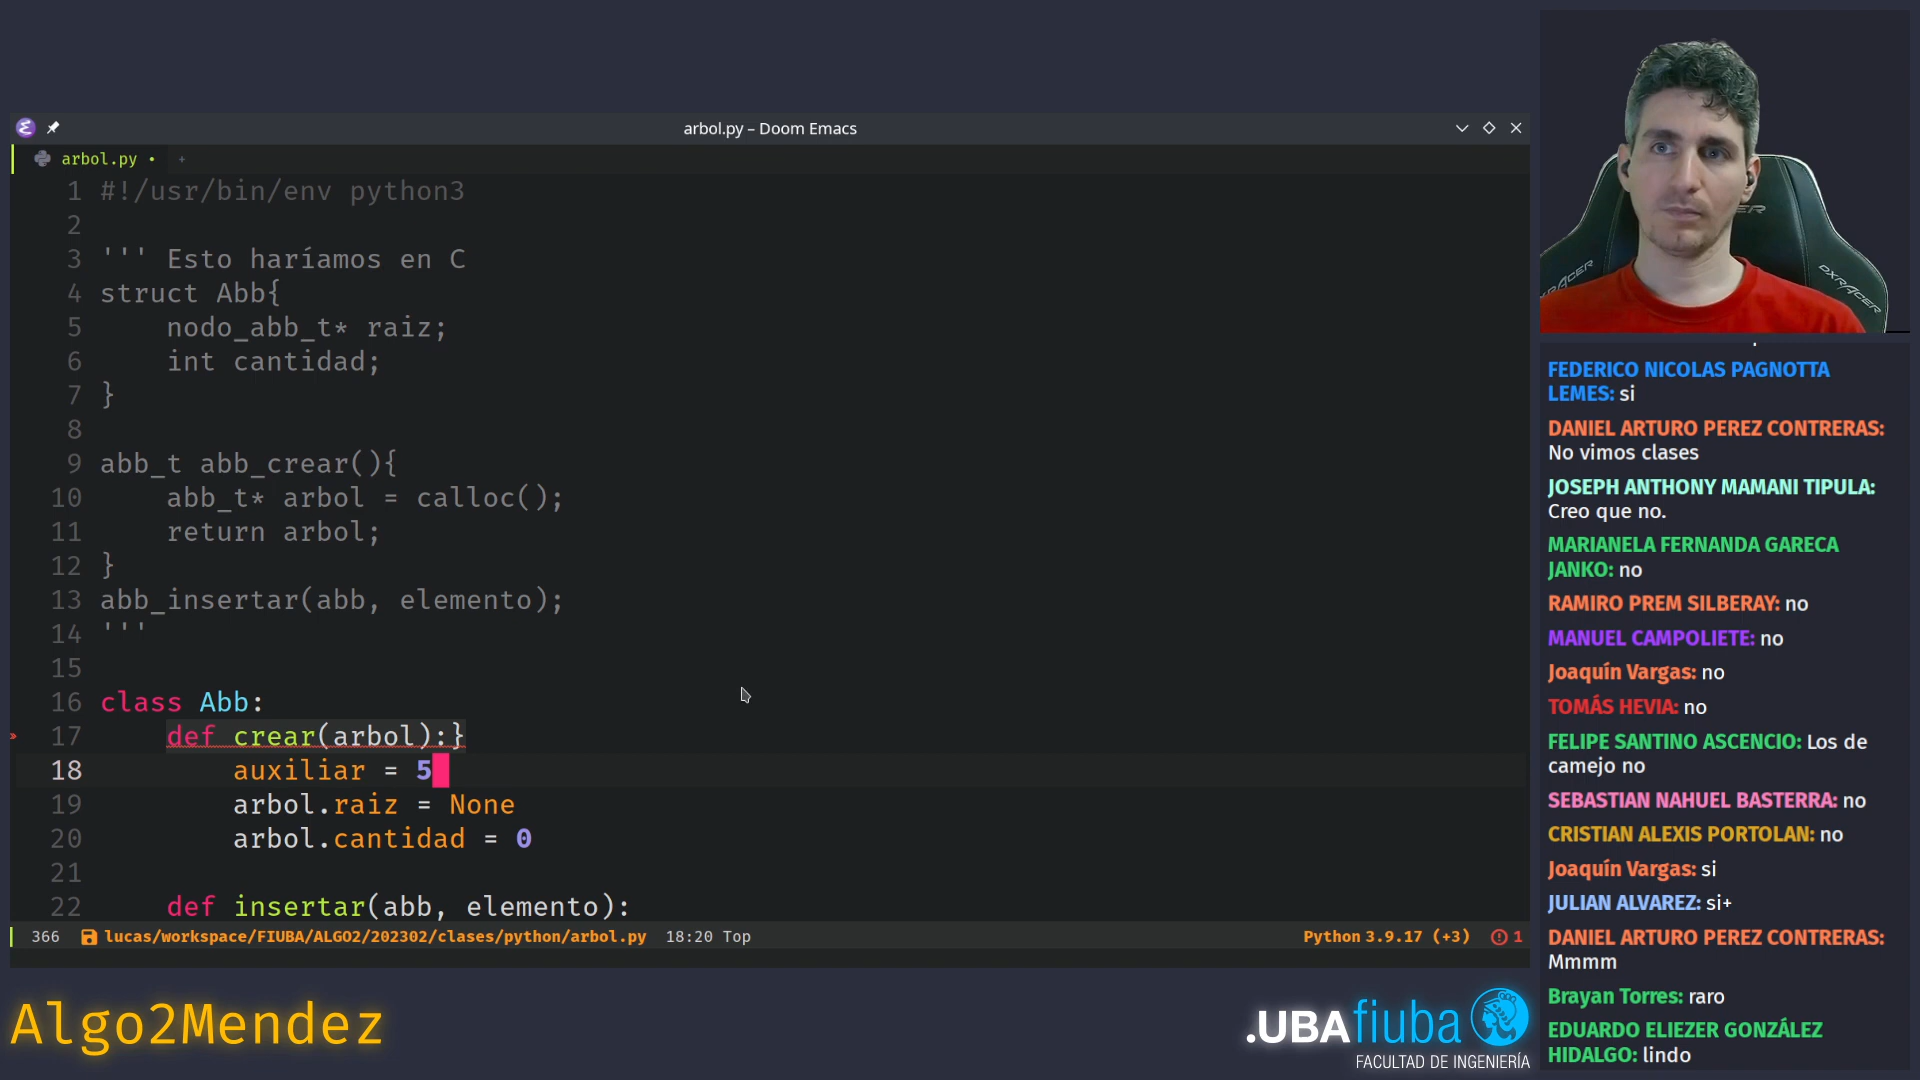 arbol.py – Doom Emacs
arbol.py • +
1 #!/usr/bin/env python3
2
3 ''' Esto haríamos en C
4 struct Abb{
5 nodo_abb_t* raiz;
6 int cantidad;
7 }
8
9 abb_t abb_crear(){
10 abb_t* arbol = calloc();
11 return arbol;
12 }
13 abb_insertar(abb, elemento);
14 '''
15
16 class Abb:
17 def crear(arbol):}
18 auxiliar = 5
19 arbol.raiz = None
20 arbol.cantidad = 0
21
22 def insertar(abb, elemento):
366 lucas/workspace/FIUBA/ALGO2/202302/clases/python/arbol.py 18:20 Top Python 3.9.17 (+3) 1
Algo2Mendez
.UBAfiuba
FACULTAD DE INGENIERÍA
DXRACER
DXRACER
FEDERICO NICOLAS PAGNOTTA
LEMES: si
DANIEL ARTURO PEREZ CONTRERAS:
No vimos clases
JOSEPH ANTHONY MAMANI TIPULA:
Creo que no.
MARIANELA FERNANDA GARECA
JANKO: no
RAMIRO PREM SILBERAY: no
MANUEL CAMPOLIETE: no
Joaquín Vargas: no
TOMÁS HEVIA: no
FELIPE SANTINO ASCENCIO: Los de
camejo no
SEBASTIAN NAHUEL BASTERRA: no
CRISTIAN ALEXIS PORTOLAN: no
Joaquín Vargas: si
JULIAN ALVAREZ: si+
DANIEL ARTURO PEREZ CONTRERAS:
Mmmm
Brayan Torres: raro
EDUARDO ELIEZER GONZÁLEZ
HIDALGO: lindo